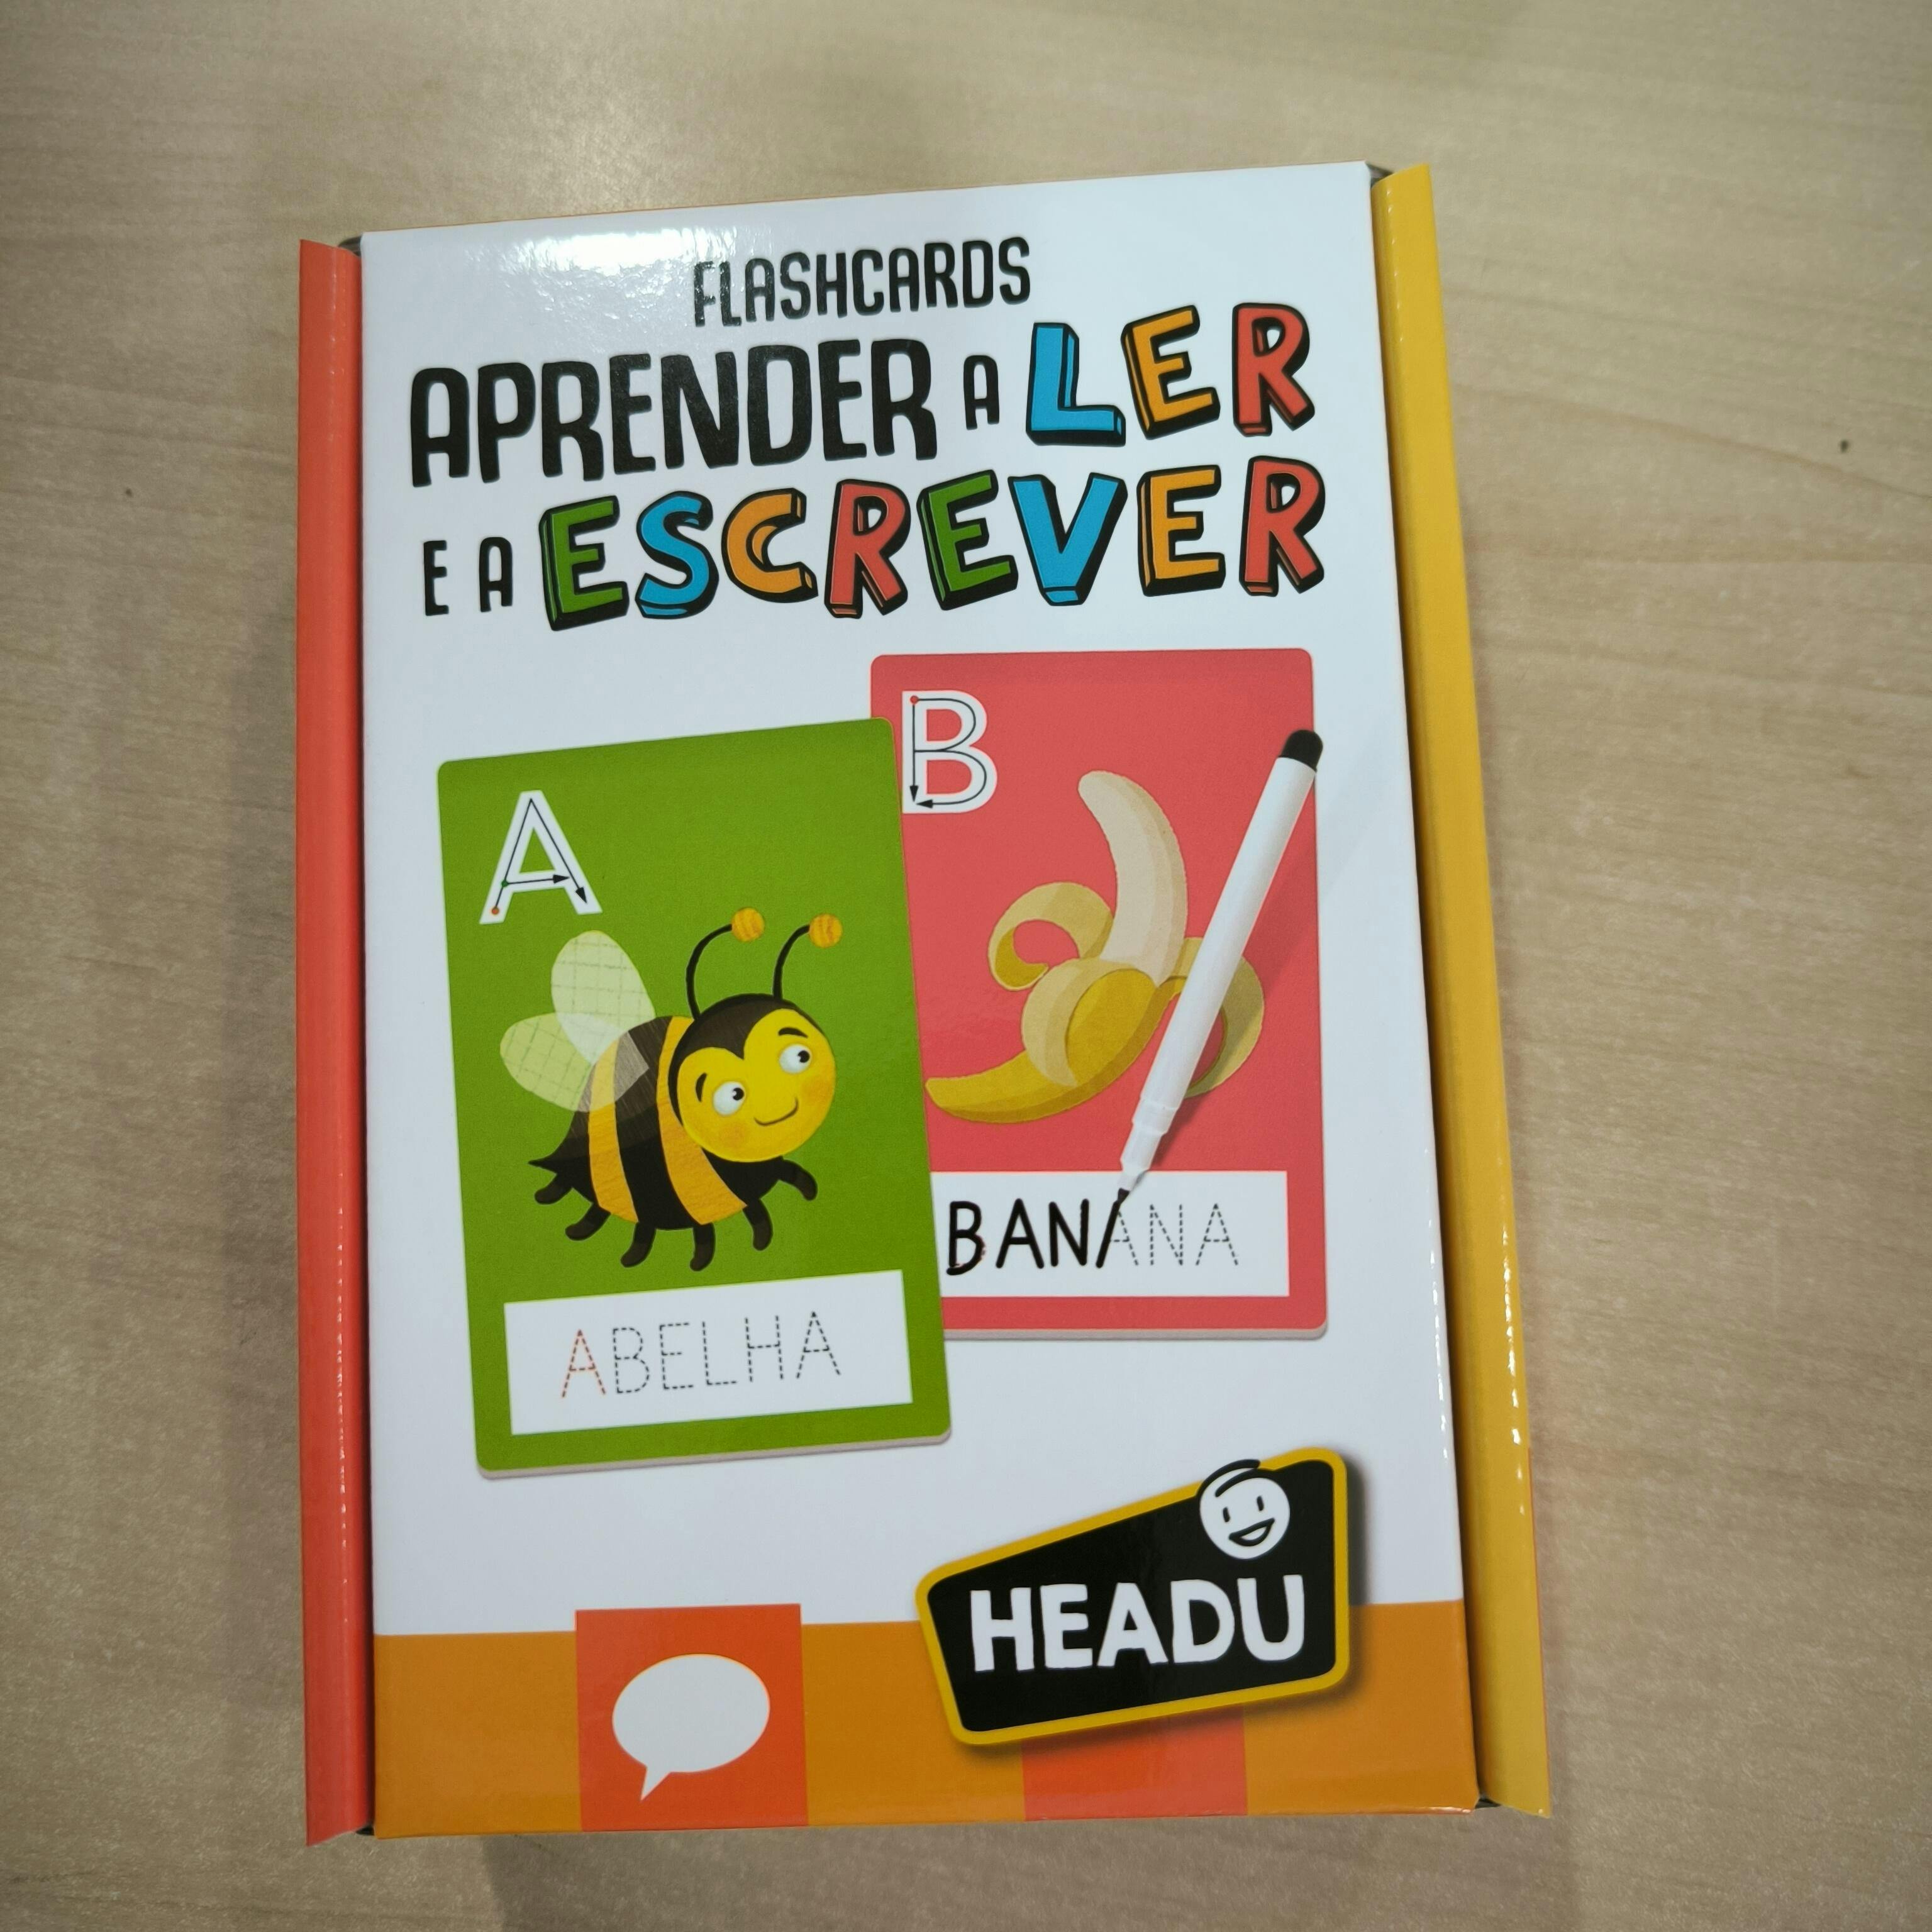 FLASHCARDS
APRENDER A LER
E A ESCREVER
A
ABELHA
B
BANANA
HEADU